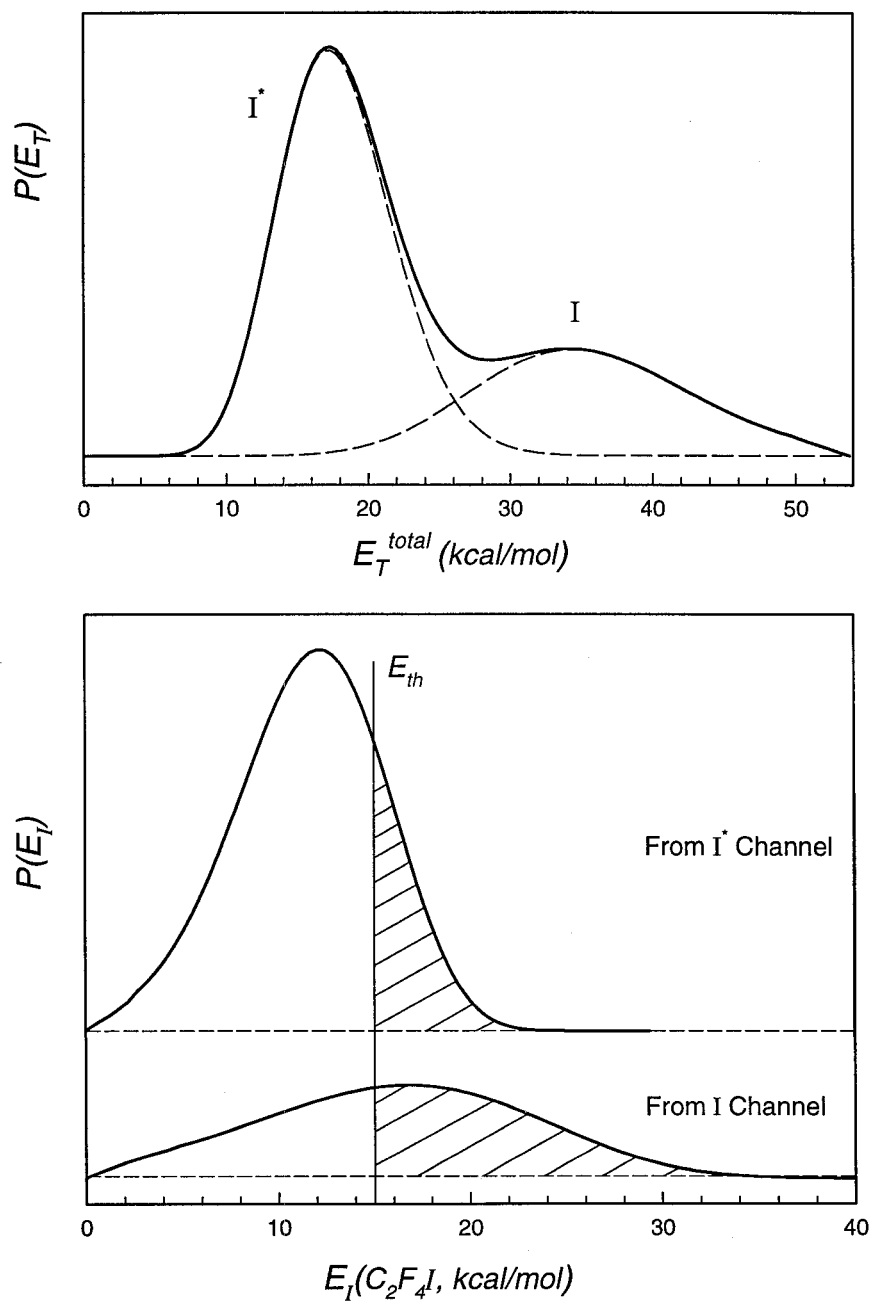 P(E_T)
I*
I
0 10 20 30 40 50
E_T^total (kcal/mol)
P(E_I)
E_th
From I* Channel
From I Channel
0 10 20 30 40
E_I(C₂F₄I, kcal/mol)